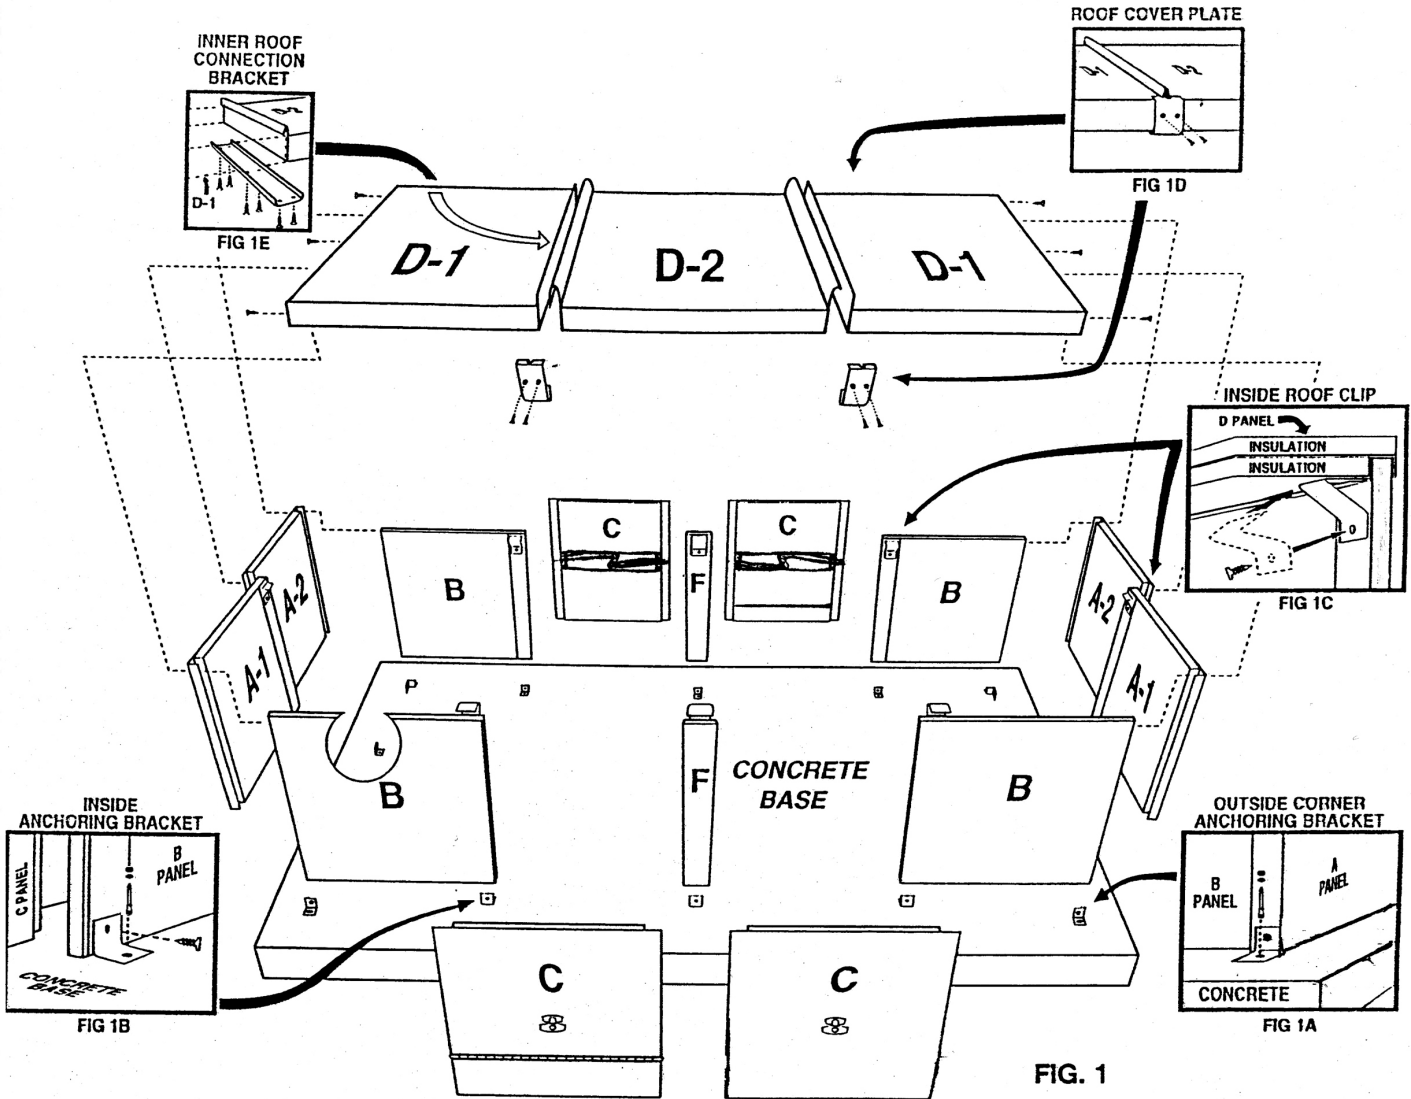 ROOF COVER PLATE
D-1
D-2
FIG 1D
INNER ROOF
CONNECTION
BRACKET
D-2
D-1
FIG 1E
D-1
D-2
D-1
INSIDE ROOF CLIP
D PANEL
INSULATION
INSULATION
FIG 1C
C
C
B
F
B
A-2
A-1
A-2
A-1
B
F
CONCRETE
BASE
B
INSIDE
ANCHORING BRACKET
C PANEL
B
PANEL
CONCRETE
BASE
FIG 1B
OUTSIDE CORNER
ANCHORING BRACKET
B
PANEL
A
PANEL
CONCRETE
FIG 1A
C
C
FIG. 1